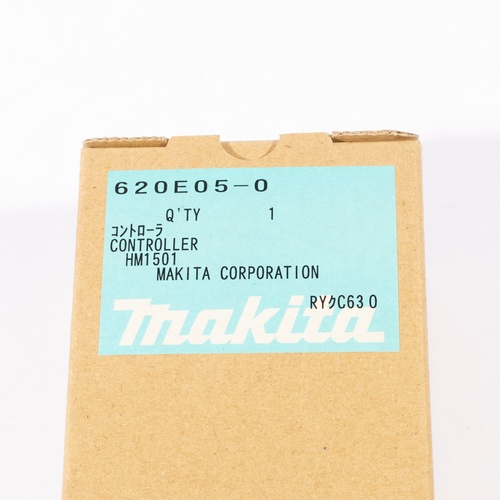 620E05-0
Q'TY 1
コントローラ
CONTROLLER
HM1501
MAKITA CORPORATION
RYクC630
makita